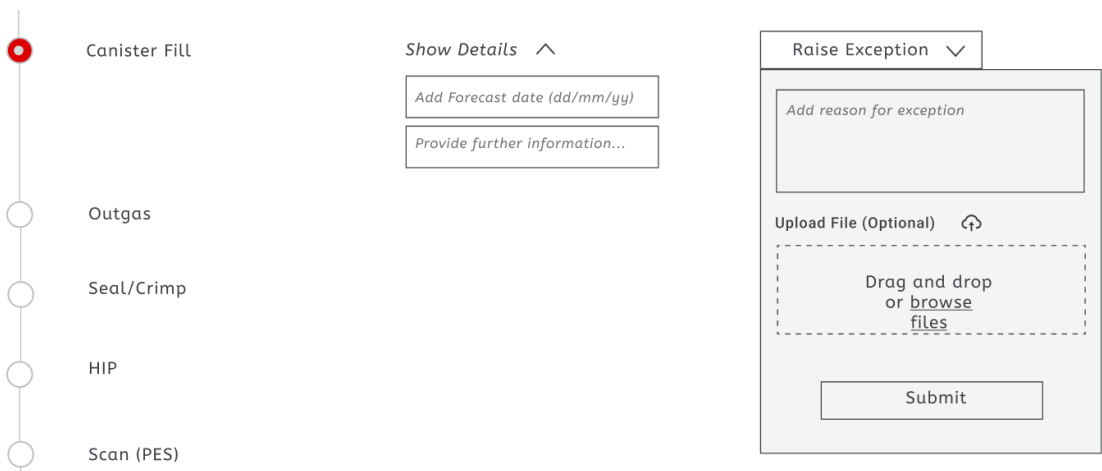 Canister Fill
Show Details
Raise Exception
Add Forecast date (dd/mm/yy)
Provide further information...
Add reason for exception
Outgas
Upload File (Optional)
Seal/Crimp
Drag and drop
or browse
files
HIP
Submit
Scan (PES)